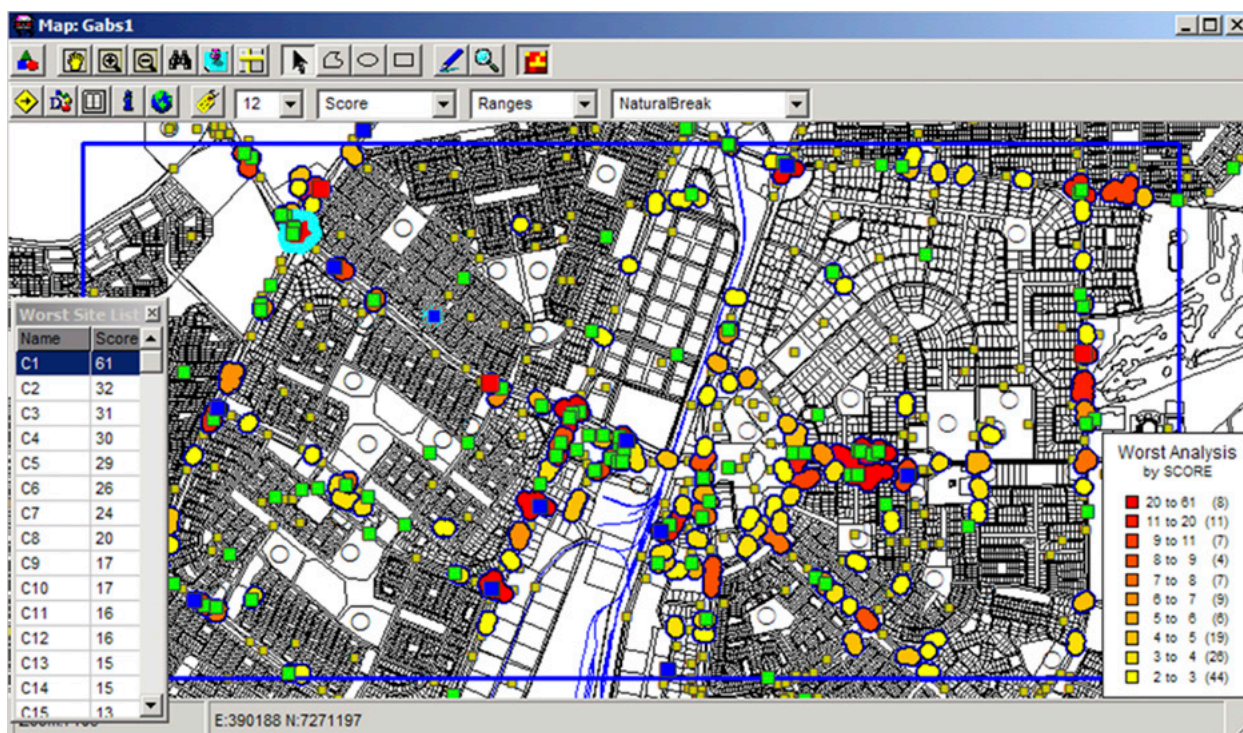 Map: Gabs1
12
Score
Ranges
NaturalBreak
Worst Site List
Name Score
C1 61
C2 32
C3 31
C4 30
C5 29
C6 26
C7 24
C8 20
C9 17
C10 17
C11 16
C12 16
C13 15
C14 15
C15 13
Worst Analysis
by SCORE
20 to 61 (8)
11 to 20 (11)
9 to 11 (7)
8 to 9 (4)
7 to 8 (7)
6 to 7 (9)
5 to 6 (6)
4 to 5 (19)
3 to 4 (26)
2 to 3 (44)
E:390188 N:7271197